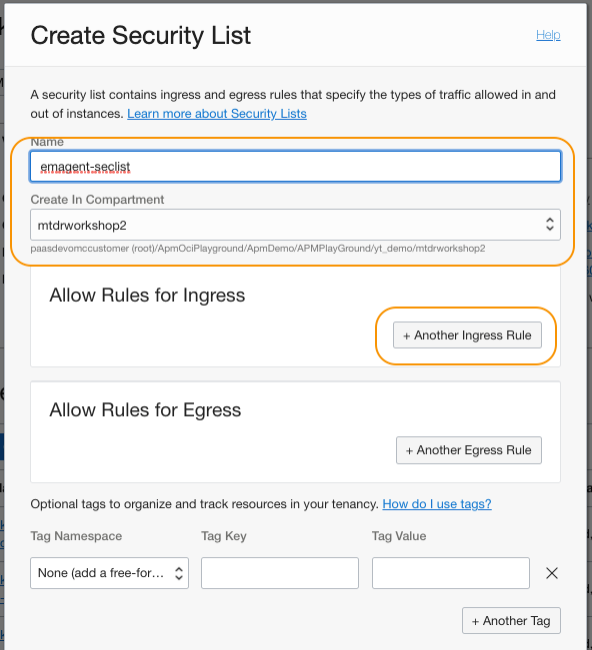 Create Security List
Help
A security list contains ingress and egress rules that specify the types of traffic allowed in and
out of instances. Learn more about Security Lists
Name
emagent-seclist
Create In Compartment
mtdrworkshop2
paasdevomccustomer (root)/ApmOciPlayground/ApmDemo/APMPlayGround/yt_demo/mtdrworkshop2
Allow Rules for Ingress
+ Another Ingress Rule
Allow Rules for Egress
+ Another Egress Rule
Optional tags to organize and track resources in your tenancy. How do I use tags?
Tag Namespace Tag Key Tag Value
None (add a free-for...
+ Another Tag